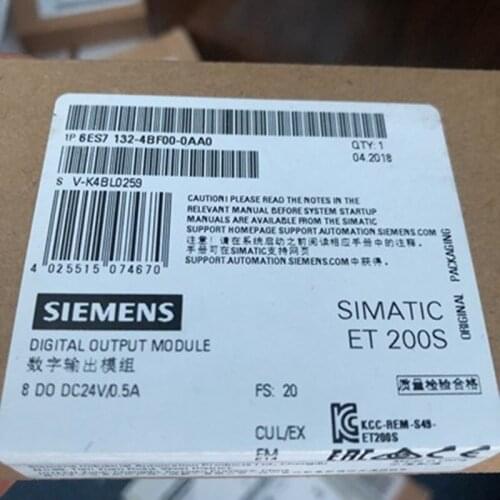 1P 6ES7 132-4BF00-0AA0
QTY: 1
04.2018
S V-K4BL0259
CAUTION! PLEASE READ THE NOTES IN THE
RELEVANT MANUAL BEFORE SYSTEM STARTUP
MANUALS ARE AVAILABLE FROM THE SIMATIC
SUPPORT HOMEPAGE SUPPORT.AUTOMATION.SIEMENS.COM
注意! 请在系统启动之前阅读相应手册中的注释。
手册可在SIMATIC支持网页
SUPPORT.AUTOMATION.SIEMENS.COM中获得。
4 025515 074670
ORIGINAL PACKAGING
SIEMENS
SIMATIC
ET 200S
DIGITAL OUTPUT MODULE
数字输出模组
8 DO DC24V/0.5A
FS: 20
质量检验合格
CUL/EX
KCC-REM-S49-
ET200S
FM
EAC CE